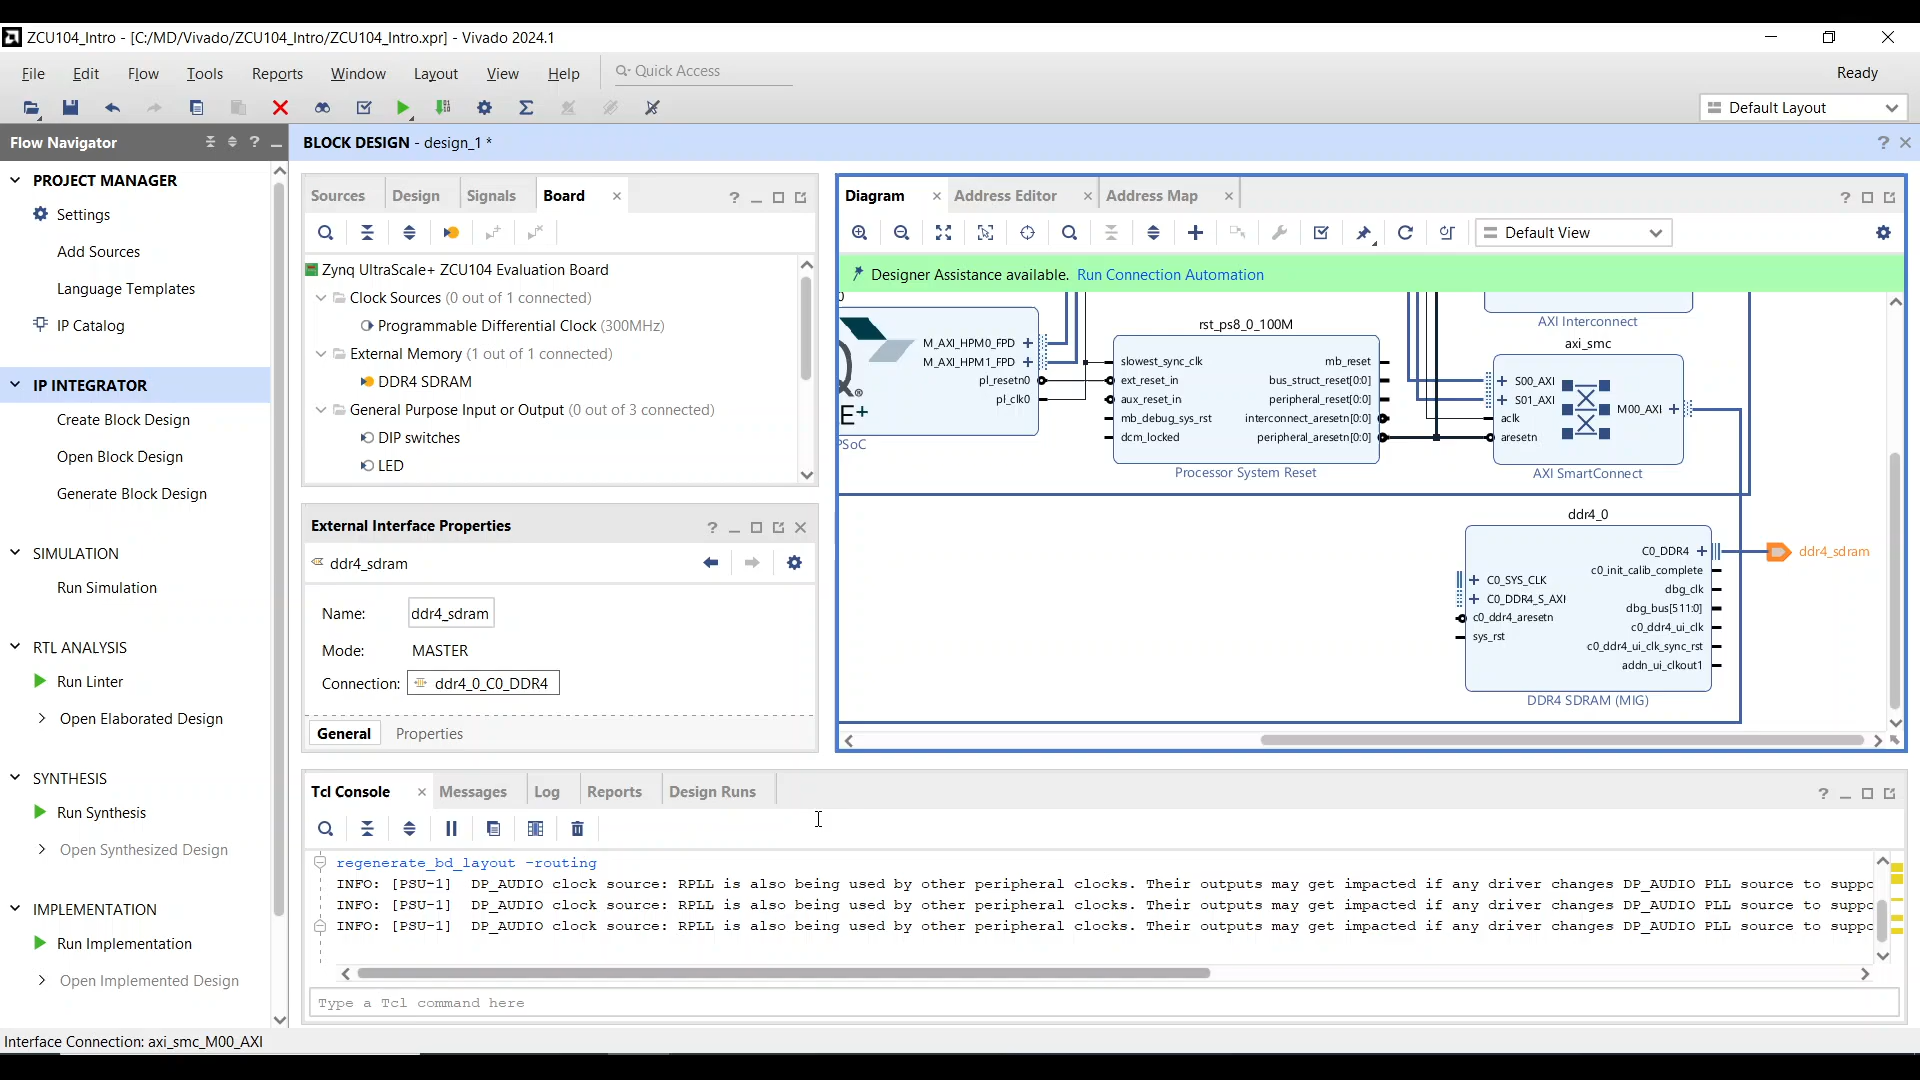 ZCU104_Intro - [C:/MD/Vivado/ZCU104_Intro/ZCU104_Intro.xpr] - Vivado 2024.1
File Edit Flow Tools Reports Window Layout View Help Quick Access Ready
Default Layout
Flow Navigator
PROJECT MANAGER
Settings
Add Sources
Language Templates
IP Catalog
IP INTEGRATOR
Create Block Design
Open Block Design
Generate Block Design
SIMULATION
Run Simulation
RTL ANALYSIS
Run Linter
Open Elaborated Design
SYNTHESIS
Run Synthesis
Open Synthesized Design
IMPLEMENTATION
Run Implementation
Open Implemented Design
BLOCK DESIGN - design_1 *
Sources Design Signals Board
Zynq UltraScale+ ZCU104 Evaluation Board
Clock Sources (0 out of 1 connected)
Programmable Differential Clock (300MHz)
External Memory (1 out of 1 connected)
DDR4 SDRAM
General Purpose Input or Output (0 out of 3 connected)
DIP switches
LED
External Interface Properties
ddr4_sdram
Name: ddr4_sdram
Mode: MASTER
Connection: ddr4_0_C0_DDR4
General Properties
Diagram Address Editor Address Map
Default View
Designer Assistance available. Run Connection Automation
M_AXI_HPM0_FPD
M_AXI_HPM1_FPD
pl_resetn0
pl_clk0
E+
PSoC
rst_ps8_0_100M
slowest_sync_clk
ext_reset_in
aux_reset_in
mb_debug_sys_rst
dcm_locked
mb_reset
bus_struct_reset[0:0]
peripheral_reset[0:0]
interconnect_aresetn[0:0]
peripheral_aresetn[0:0]
Processor System Reset
AXI Interconnect
axi_smc
S00_AXI
S01_AXI
aclk
aresetn
M00_AXI
AXI SmartConnect
ddr4_0
C0_SYS_CLK
C0_DDR4_S_AXI
c0_ddr4_aresetn
sys_rst
C0_DDR4
c0_init_calib_complete
dbg_clk
dbg_bus[511:0]
c0_ddr4_ui_clk
c0_ddr4_ui_clk_sync_rst
addn_ui_clkout1
DDR4 SDRAM (MIG)
ddr4_sdram
Tcl Console Messages Log Reports Design Runs
regenerate_bd_layout -routing
INFO: [PSU-1] DP_AUDIO clock source: RPLL is also being used by other peripheral clocks. Their outputs may get impacted if any driver changes DP_AUDIO PLL source to suppo
INFO: [PSU-1] DP_AUDIO clock source: RPLL is also being used by other peripheral clocks. Their outputs may get impacted if any driver changes DP_AUDIO PLL source to suppo
INFO: [PSU-1] DP_AUDIO clock source: RPLL is also being used by other peripheral clocks. Their outputs may get impacted if any driver changes DP_AUDIO PLL source to suppo
Type a Tcl command here
Interface Connection: axi_smc_M00_AXI